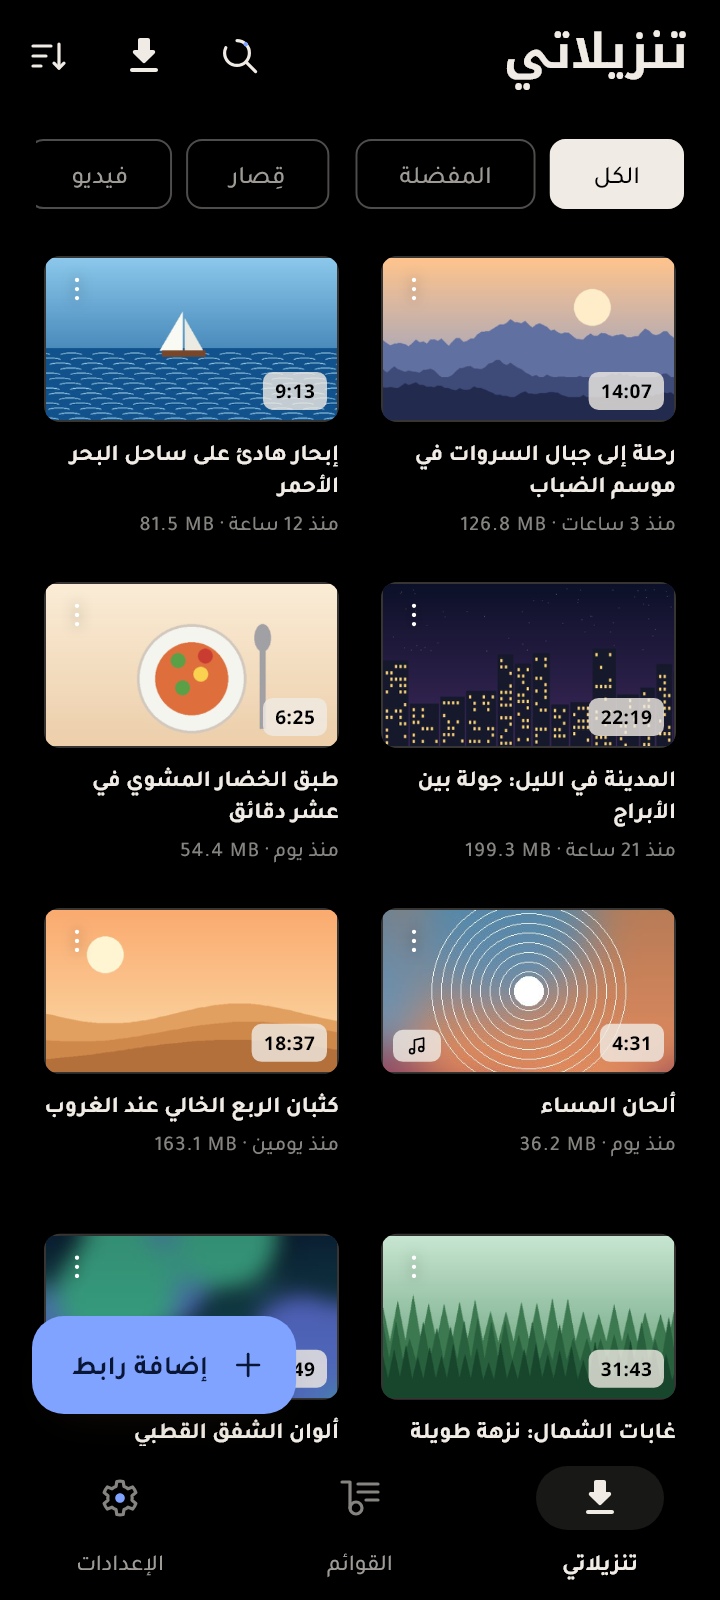 تنزيلاتي
الكل
المفضلة
قِصار
فيديو
14:07
رحلة إلى جبال السروات في
موسم الضباب
منذ 3 ساعات · 126.8 MB
9:13
إبحار هادئ على ساحل البحر
الأحمر
منذ 12 ساعة · 81.5 MB
22:19
المدينة في الليل: جولة بين
الأبراج
منذ 21 ساعة · 199.3 MB
6:25
طبق الخضار المشوي في
عشر دقائق
منذ يوم · 54.4 MB
4:31
ألحان المساء
منذ يوم · 36.2 MB
18:37
كثبان الربع الخالي عند الغروب
منذ يومين · 163.1 MB
31:43
غابات الشمال: نزهة طويلة
49
ألوان الشفق القطبي
إضافة رابط
تنزيلاتي
القوائم
الإعدادات